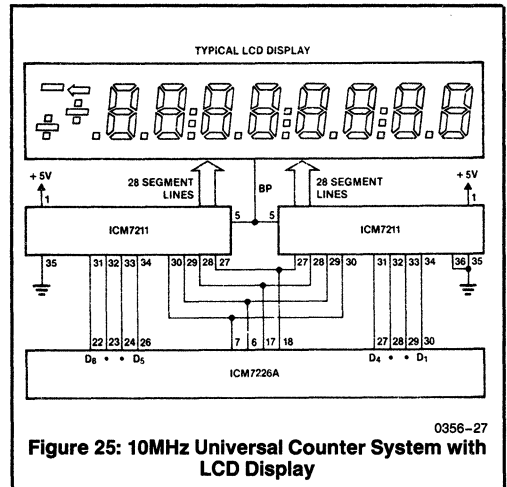 TYPICAL LCD DISPLAY
+5V
1
28 SEGMENT
LINES
BP
28 SEGMENT
LINES
+5V
1
ICM7211
5
5
ICM7211
35
31 32 33 34
30 29 28 27
27 28 29 30
31 32 33 34
36 35
22 23 24 26
7 6 17 18
27 28 29 30
D8 • • D5
D4 • • D1
ICM7226A
0356–27
Figure 25: 10MHz Universal Counter System with
LCD Display